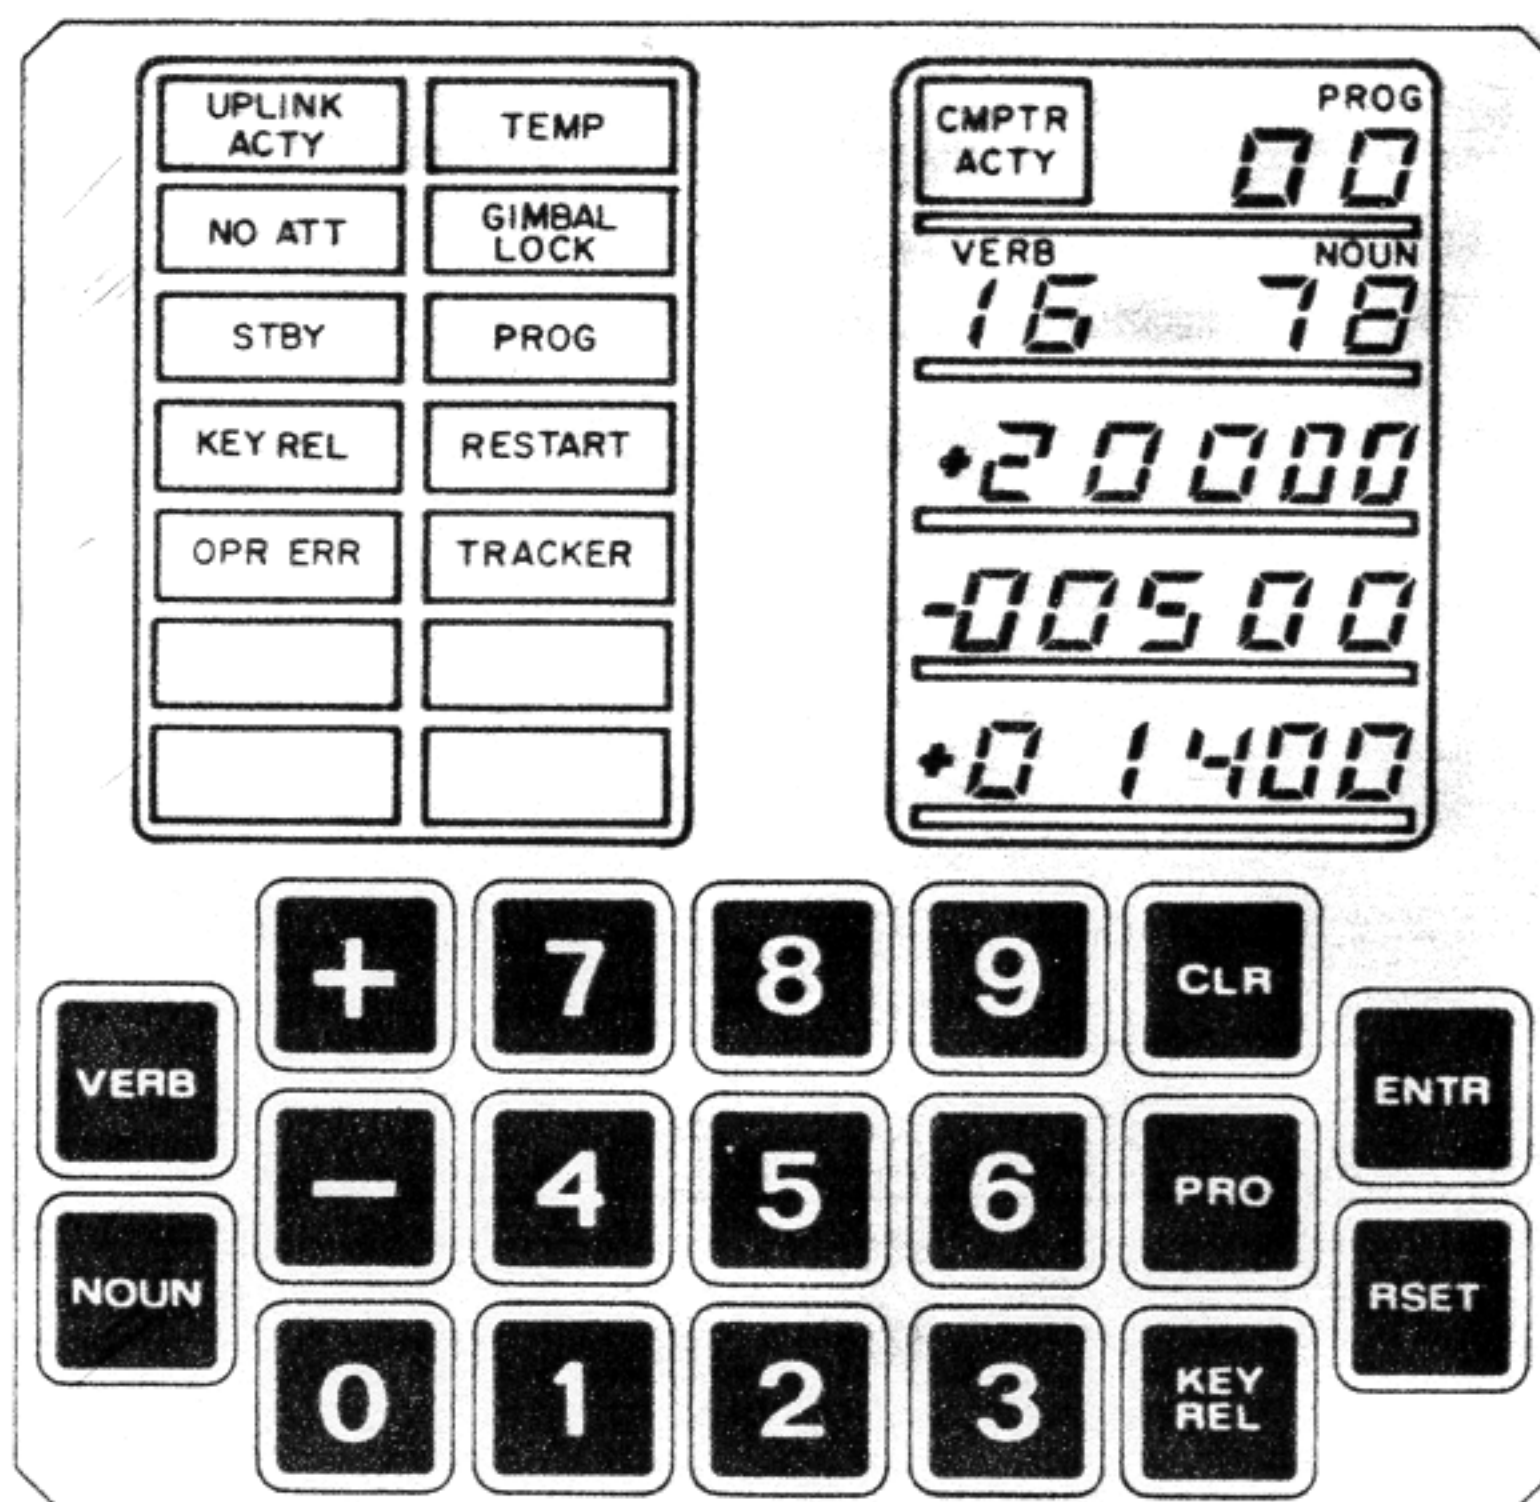 UPLINK
ACTY
TEMP
NO ATT
GIMBAL
LOCK
STBY
PROG
KEY REL
RESTART
OPR ERR
TRACKER
CMPTR
ACTY
PROG
00
VERB
NOUN
16
78
+20000
-00500
+01400
+
7
8
9
CLR
VERB
ENTR
-
4
5
6
PRO
NOUN
RSET
0
1
2
3
KEY
REL